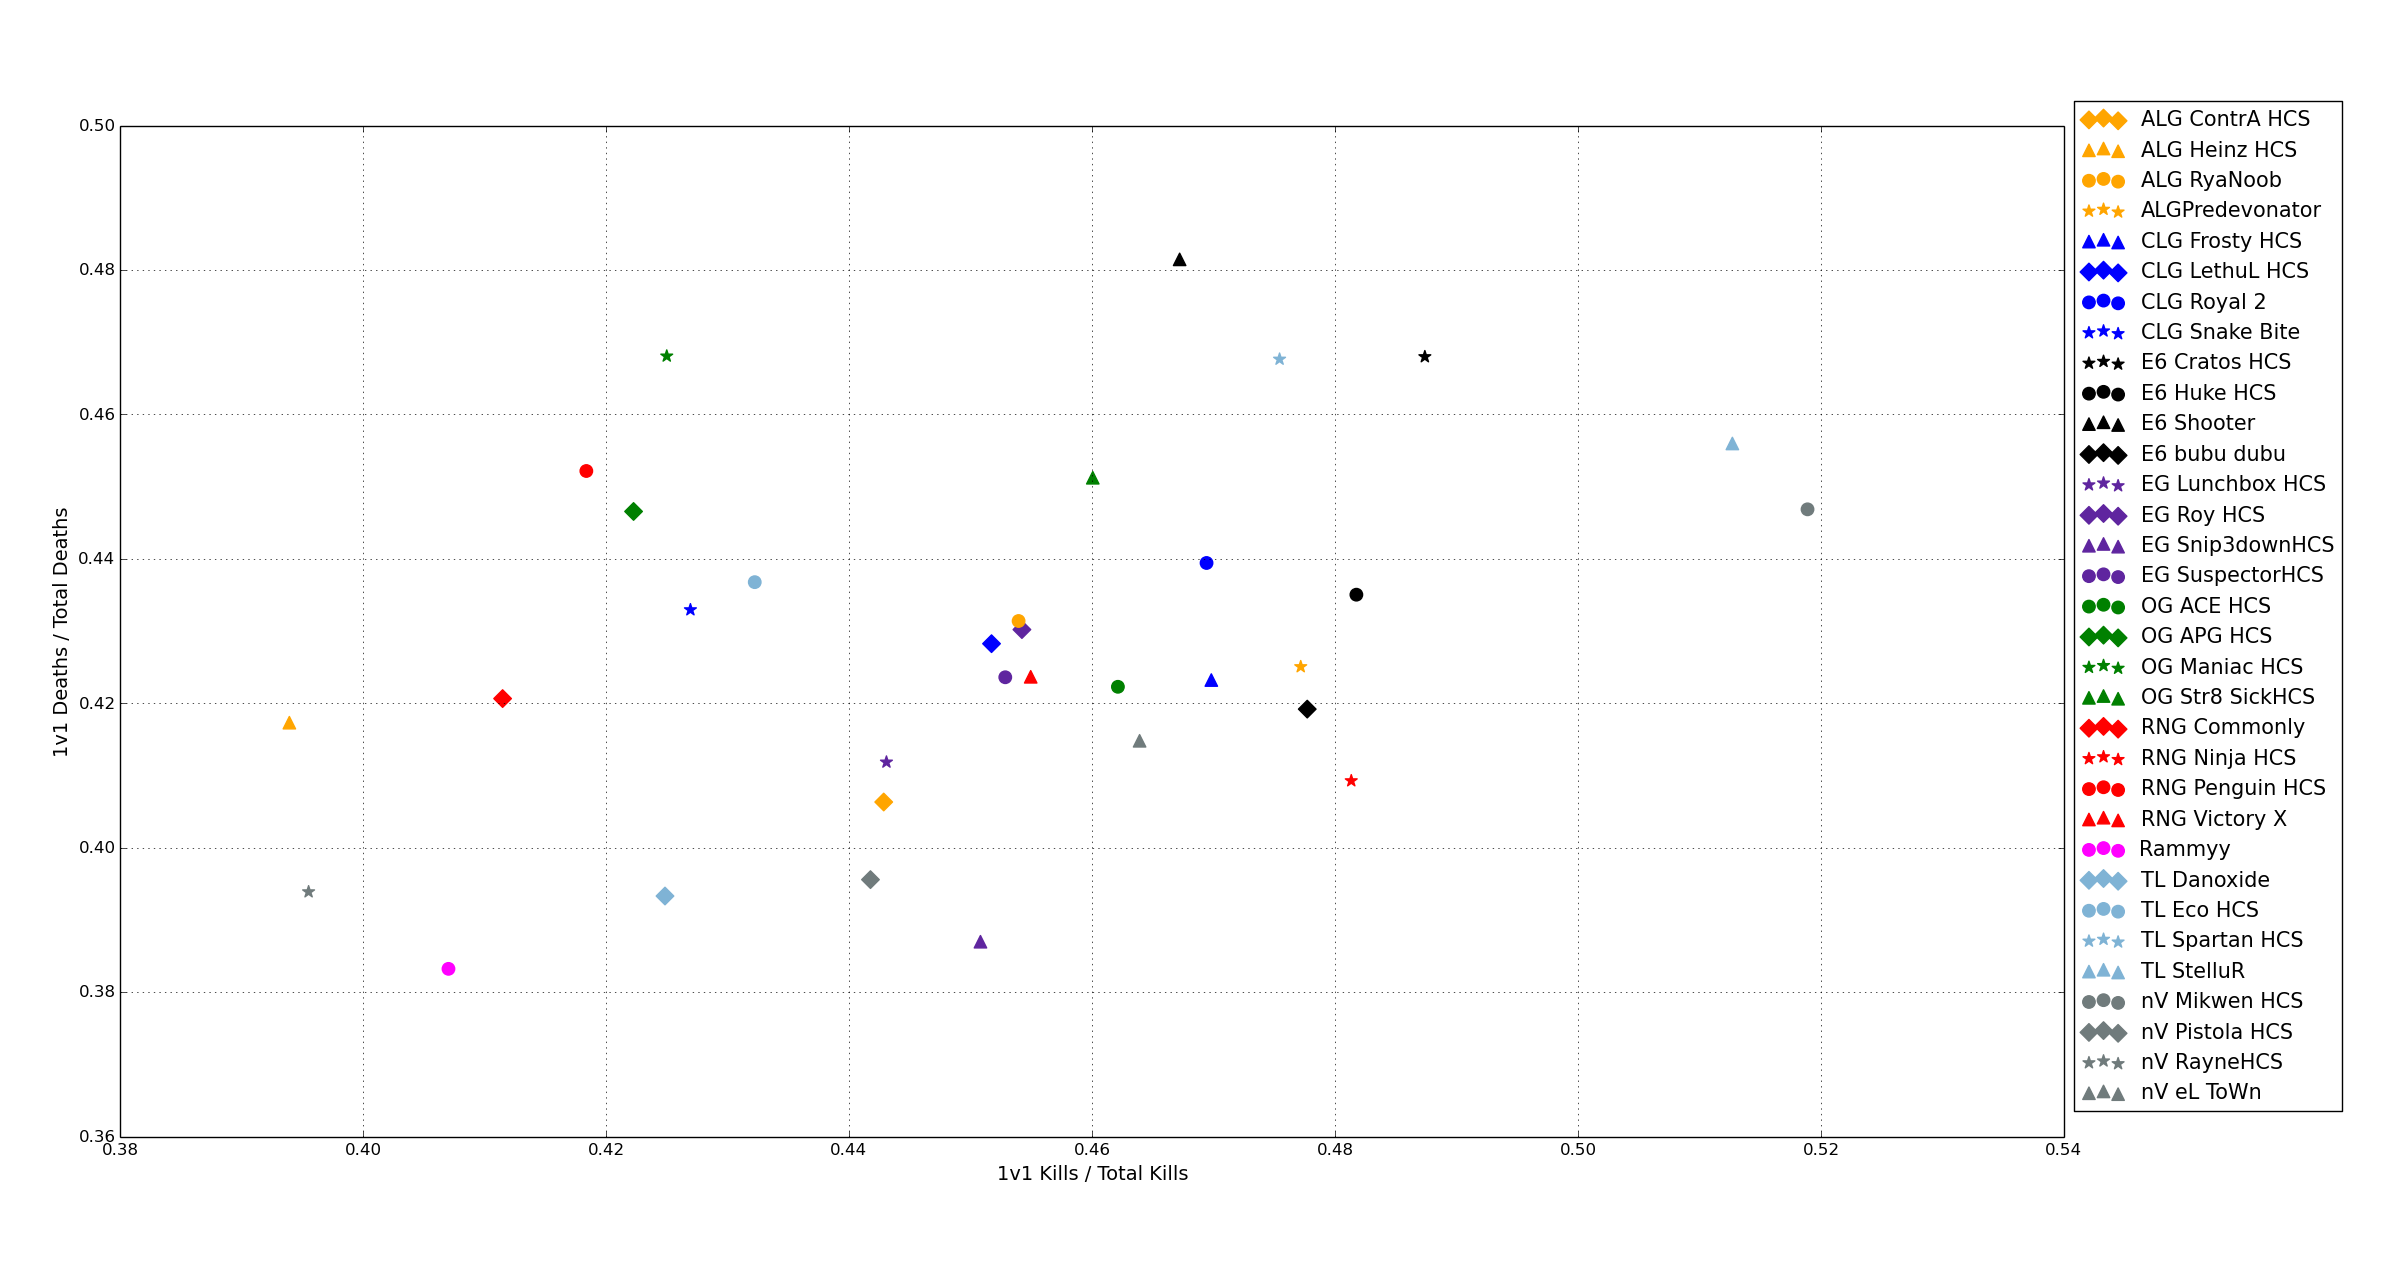 0.50
0.48
0.46
0.44
0.42
0.40
0.38
0.36
1v1 Deaths / Total Deaths
0.38 0.40 0.42 0.44 0.46 0.48 0.50 0.52 0.54
1v1 Kills / Total Kills
ALG ContrA HCS
ALG Heinz HCS
ALG RyaNoob
ALGPredevonator
CLG Frosty HCS
CLG LethuL HCS
CLG Royal 2
CLG Snake Bite
E6 Cratos HCS
E6 Huke HCS
E6 Shooter
E6 bubu dubu
EG Lunchbox HCS
EG Roy HCS
EG Snip3downHCS
EG SuspectorHCS
OG ACE HCS
OG APG HCS
OG Maniac HCS
OG Str8 SickHCS
RNG Commonly
RNG Ninja HCS
RNG Penguin HCS
RNG Victory X
Rammyy
TL Danoxide
TL Eco HCS
TL Spartan HCS
TL StelluR
nV Mikwen HCS
nV Pistola HCS
nV RayneHCS
nV eL ToWn